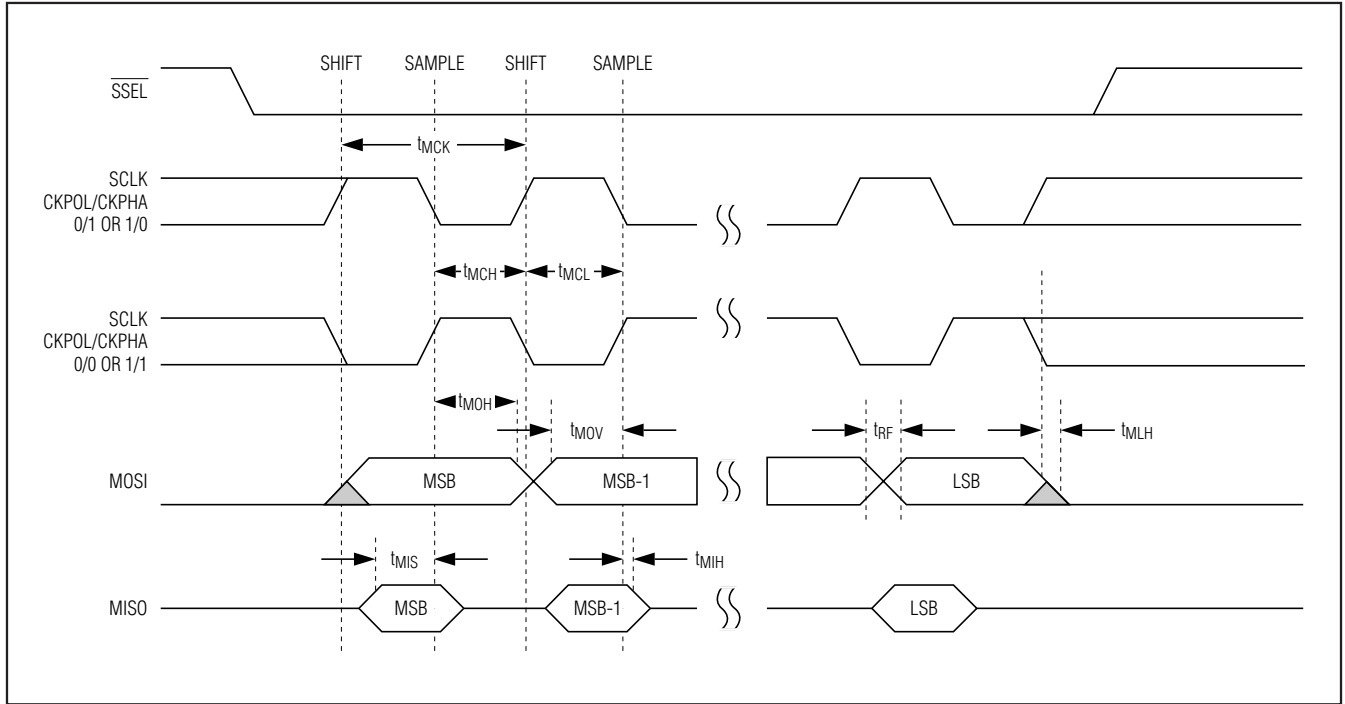 SHIFT SAMPLE SHIFT SAMPLE
SSEL
tMCK
SCLK
CKPOL/CKPHA
0/1 OR 1/0
tMCH tMCL
SCLK
CKPOL/CKPHA
0/0 OR 1/1
tMOH
tMOV tRF tMLH
MOSI MSB MSB-1 LSB
tMIS tMIH
MISO MSB MSB-1 LSB